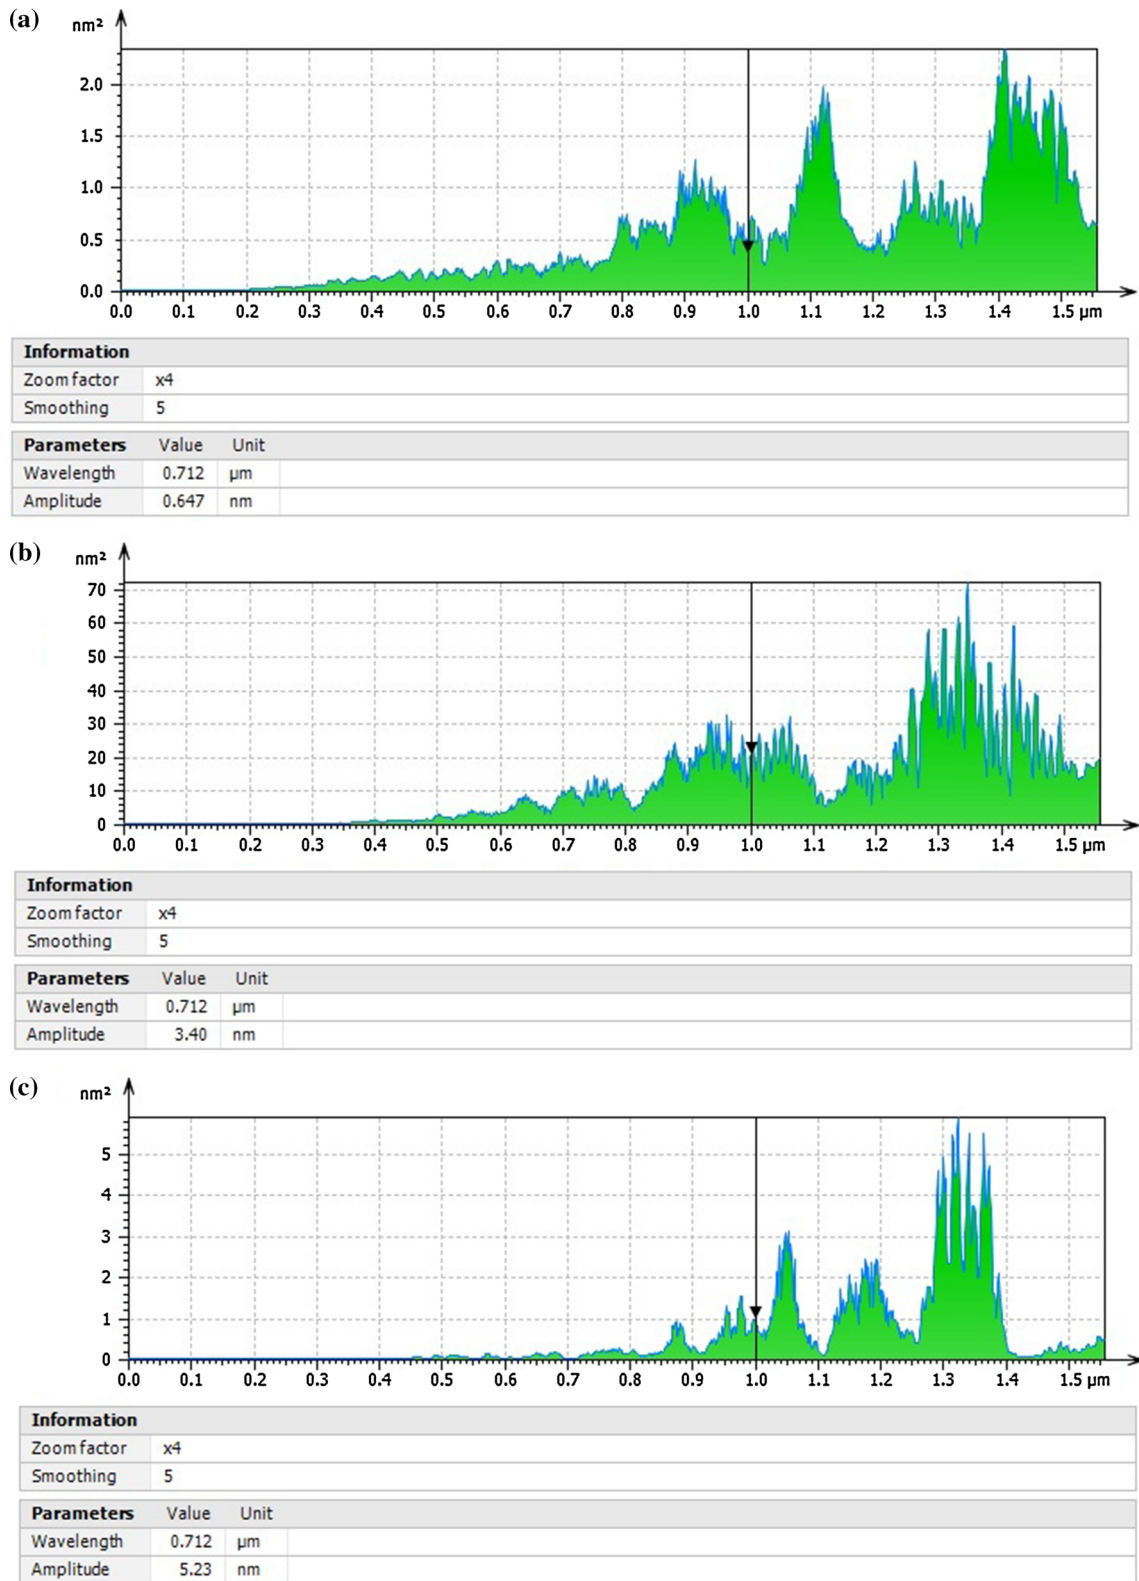 (a)
nm²
2.0
1.5
1.0
0.5
0.0
0.0 0.1 0.2 0.3 0.4 0.5 0.6 0.7 0.8 0.9 1.0 1.1 1.2 1.3 1.4 1.5 µm
Information
Zoom factor x4
Smoothing 5
Parameters Value Unit
Wavelength 0.712 µm
Amplitude 0.647 nm
(b)
nm²
70
60
50
40
30
20
10
0
0.0 0.1 0.2 0.3 0.4 0.5 0.6 0.7 0.8 0.9 1.0 1.1 1.2 1.3 1.4 1.5 µm
Information
Zoom factor x4
Smoothing 5
Parameters Value Unit
Wavelength 0.712 µm
Amplitude 3.40 nm
(c)
nm²
5
4
3
2
1
0
0.0 0.1 0.2 0.3 0.4 0.5 0.6 0.7 0.8 0.9 1.0 1.1 1.2 1.3 1.4 1.5 µm
Information
Zoom factor x4
Smoothing 5
Parameters Value Unit
Wavelength 0.712 µm
Amplitude 5.23 nm